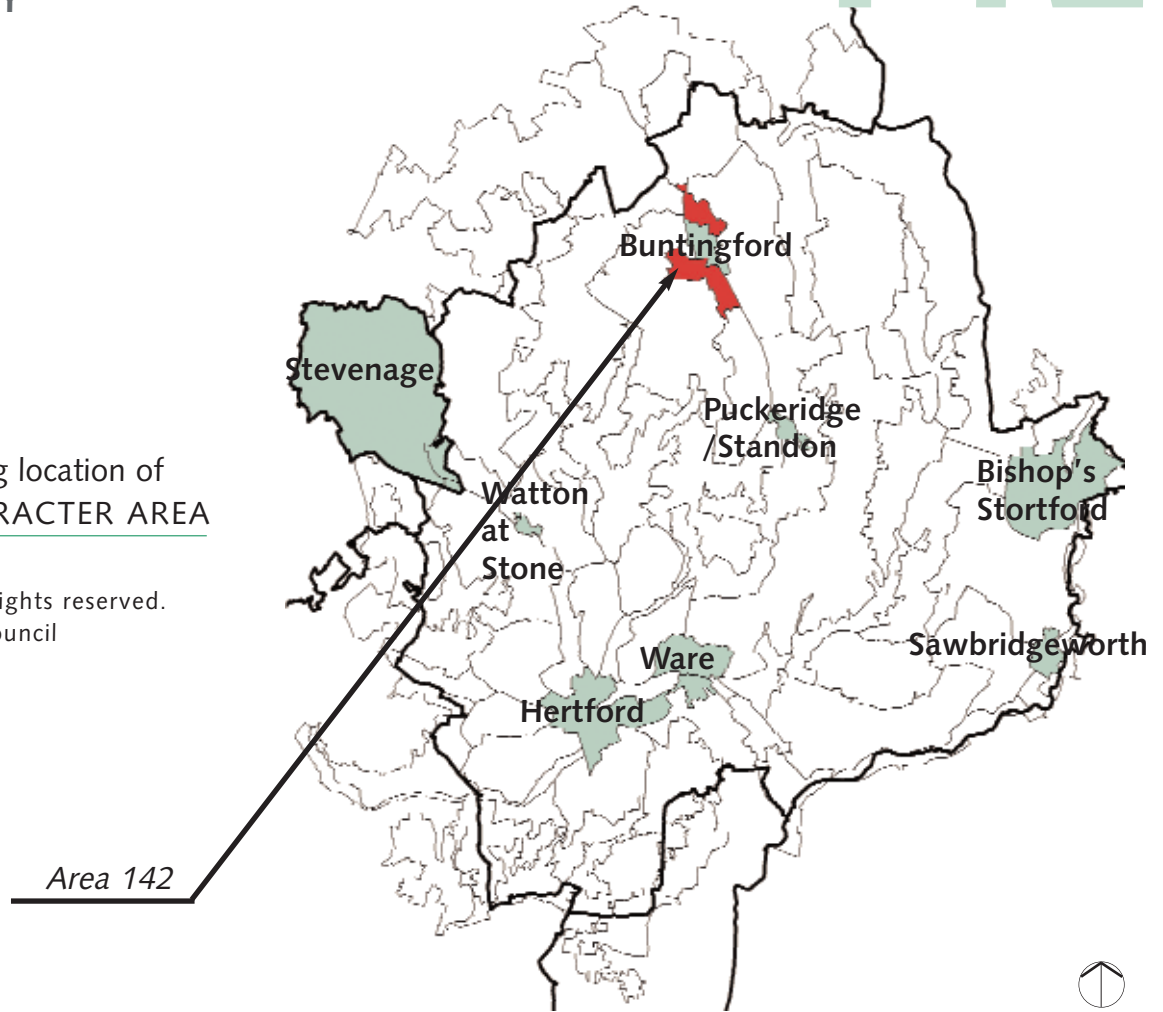 Buntingford
Stevenage
Puckeridge
/Standon
g location of
RACTER AREA
Bishop's
Stortford
Watton
at
Stone
ights reserved.
ouncil
Sawbridgeworth
Ware
Hertford
Area 142